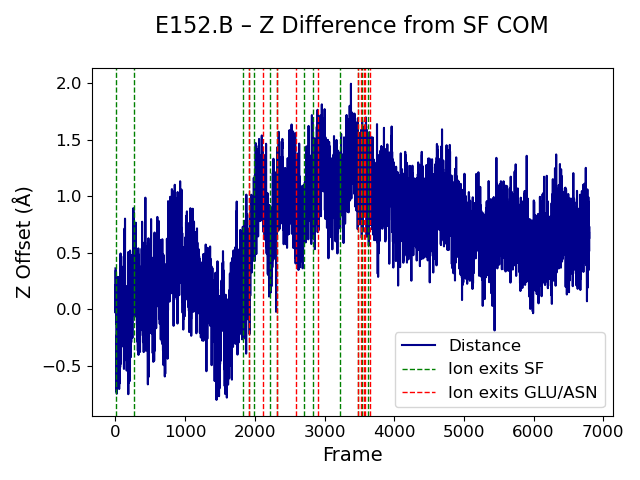 E152.B – Z Difference from SF COM
2.0
1.5
1.0
0.5
0.0
−0.5
Z Offset (Å)
Distance
Ion exits SF
Ion exits GLU/ASN
0 1000 2000 3000 4000 5000 6000 7000
Frame